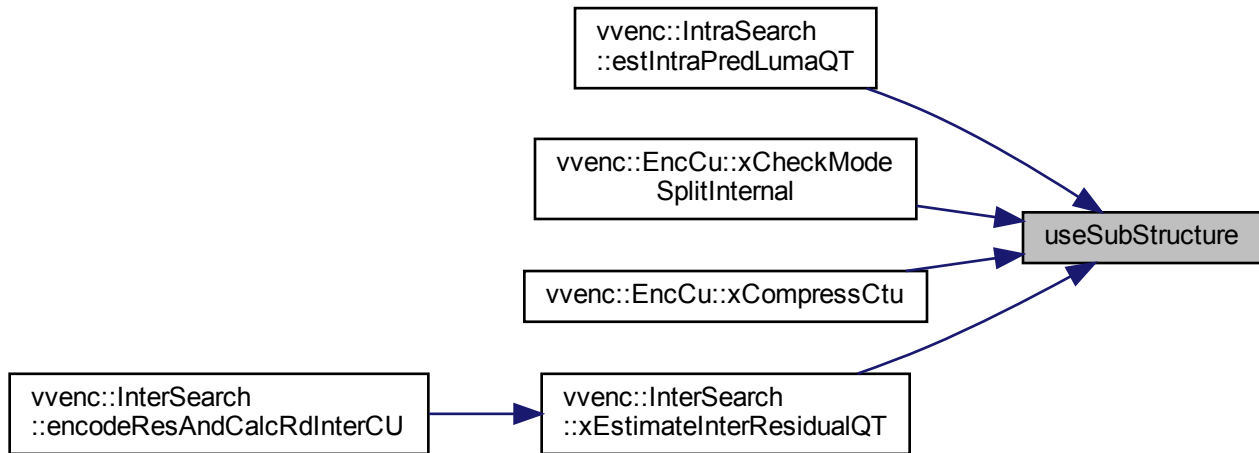 vvenc::IntraSearch
::estIntraPredLumaQT
vvenc::EncCu::xCheckMode
SplitInternal
useSubStructure
vvenc::EncCu::xCompressCtu
vvenc::InterSearch
::encodeResAndCalcRdInterCU
vvenc::InterSearch
::xEstimateInterResidualQT